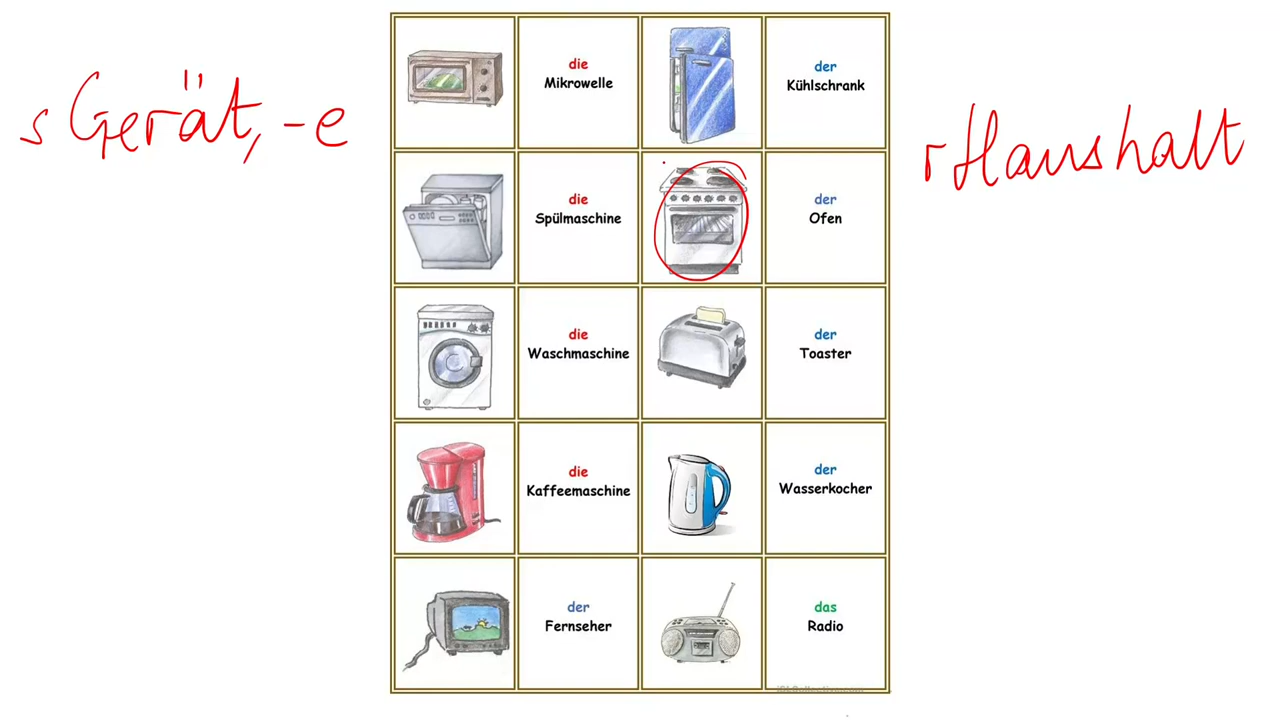 s Gerät, -e
r Haushalt
die
Mikrowelle
der
Kühlschrank
die
Spülmaschine
der
Ofen
die
Waschmaschine
der
Toaster
die
Kaffeemaschine
der
Wasserkocher
der
Fernseher
das
Radio